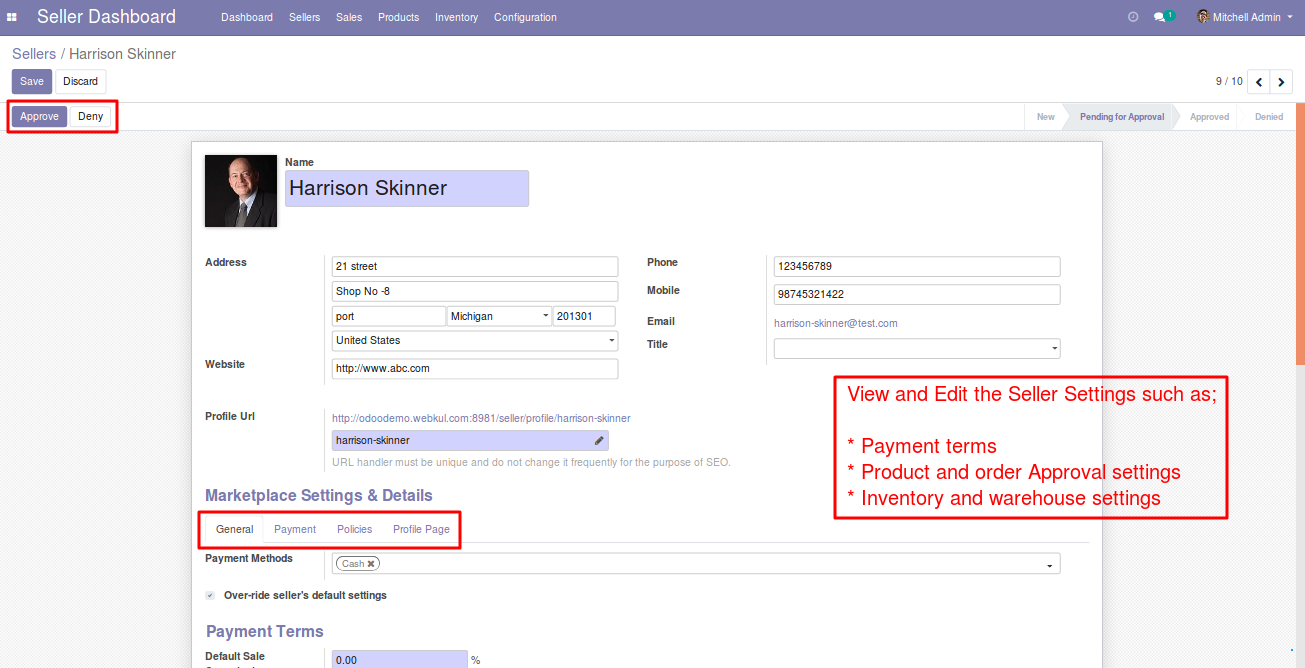 Seller Dashboard Dashboard Sellers Sales Products Inventory Configuration 1 Mitchell Admin
Sellers / Harrison Skinner
Save Discard 9 / 10
Approve Deny New Pending for Approval Approved Denied
Name
Harrison Skinner
Address 21 street Phone 123456789
Shop No -8 Mobile 98745321422
port Michigan 201301 Email harrison-skinner@test.com
United States Title
Website http://www.abc.com
View and Edit the Seller Settings such as;
* Payment terms
* Product and order Approval settings
* Inventory and warehouse settings
Profile Url http://odoodemo.webkul.com:8981/seller/profile/harrison-skinner
harrison-skinner
URL handler must be unique and do not change it frequently for the purpose of SEO.
Marketplace Settings & Details
General Payment Policies Profile Page
Payment Methods Cash
Over-ride seller's default settings
Payment Terms
Default Sale 0.00 %